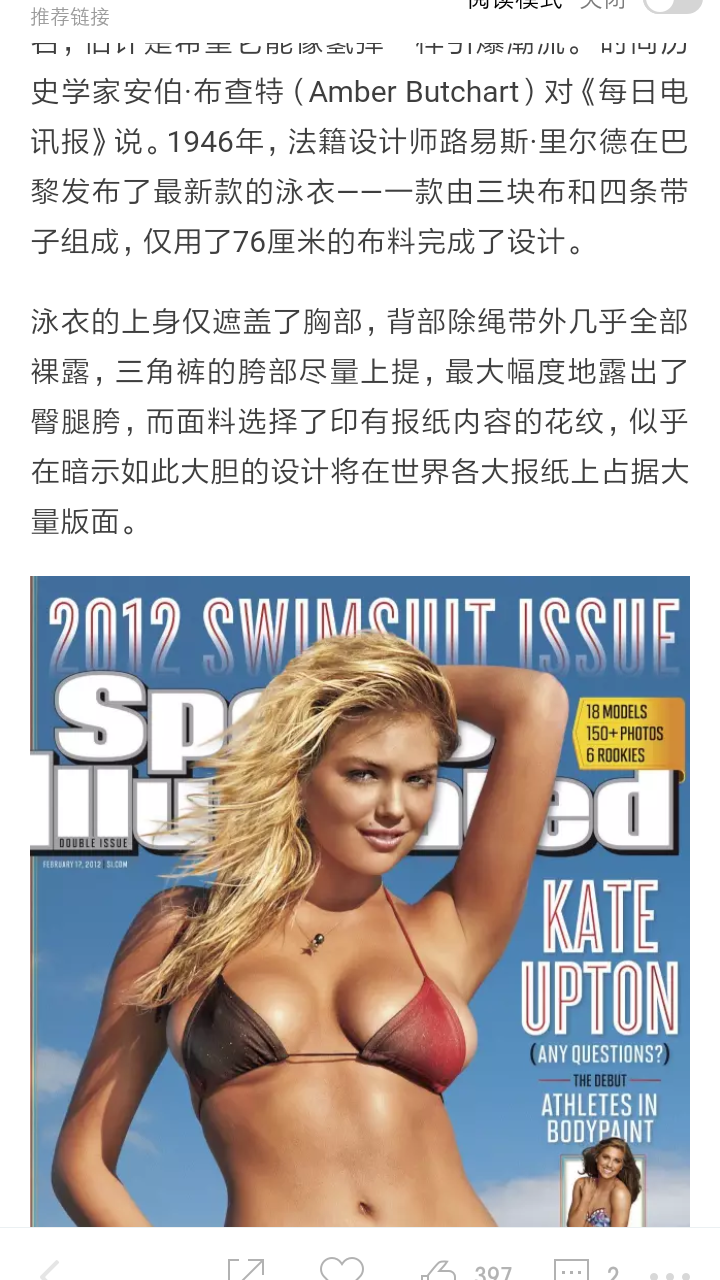 推荐链接
阅读模式 关闭
名，估计是希望它能像氢弹一样引爆潮流。时尚历
史学家安伯·布查特（Amber Butchart）对《每日电
讯报》说。1946年，法籍设计师路易斯·里尔德在巴
黎发布了最新款的泳衣——一款由三块布和四条带
子组成，仅用了76厘米的布料完成了设计。
泳衣的上身仅遮盖了胸部，背部除绳带外几乎全部
裸露，三角裤的胯部尽量上提，最大幅度地露出了
臀腿胯，而面料选择了印有报纸内容的花纹，似乎
在暗示如此大胆的设计将在世界各大报纸上占据大
量版面。
2012 SWIMSUIT ISSUE
18 MODELS
150+ PHOTOS
6 ROOKIES
DOUBLE ISSUE
FEBRUARY 17, 2012 SI.COM
KATE
UPTON
(ANY QUESTIONS?)
THE DEBUT
ATHLETES IN
BODYPAINT
397
2